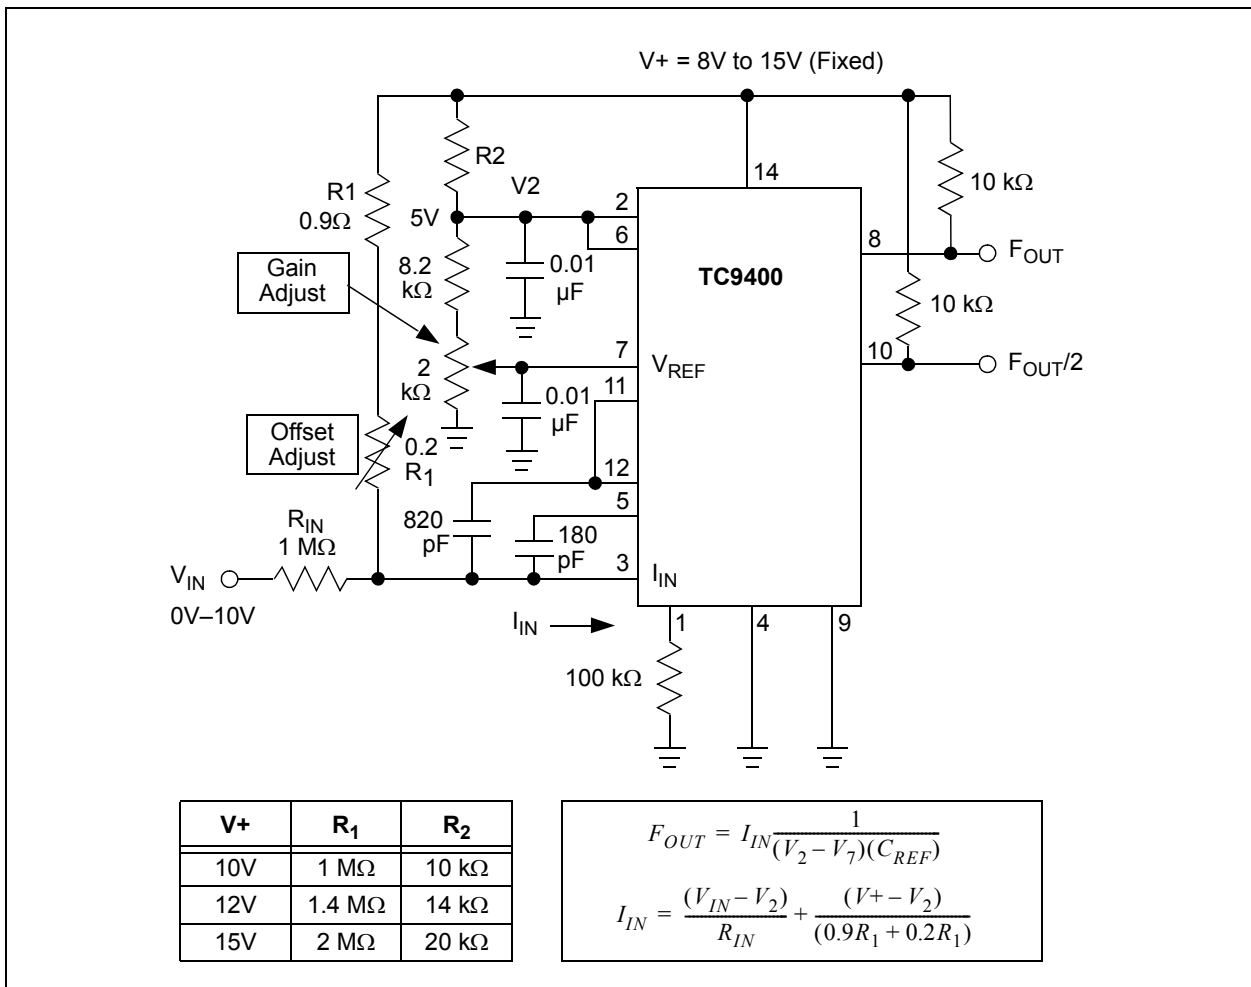 V+ = 8V to 15V (Fixed)
R2
14
10 kΩ
R1
0.9Ω
V2
5V
2
6
8
FOUT
Gain
Adjust
8.2
kΩ
0.01
µF
TC9400
10 kΩ
2
kΩ
7
VREF
10
FOUT/2
11
0.01
µF
Offset
Adjust
0.2
R1
12
5
820
pF
180
pF
RIN
1 MΩ
3
IIN
VIN
0V–10V
IIN
1
4
9
100 kΩ
V+ R1 R2
10V 1 MΩ 10 kΩ
12V 1.4 MΩ 14 kΩ
15V 2 MΩ 20 kΩ
FOUT = IIN 1/((V2 – V7)(CREF))
IIN = (VIN – V2)/RIN + (V+ – V2)/(0.9R1 + 0.2R1)